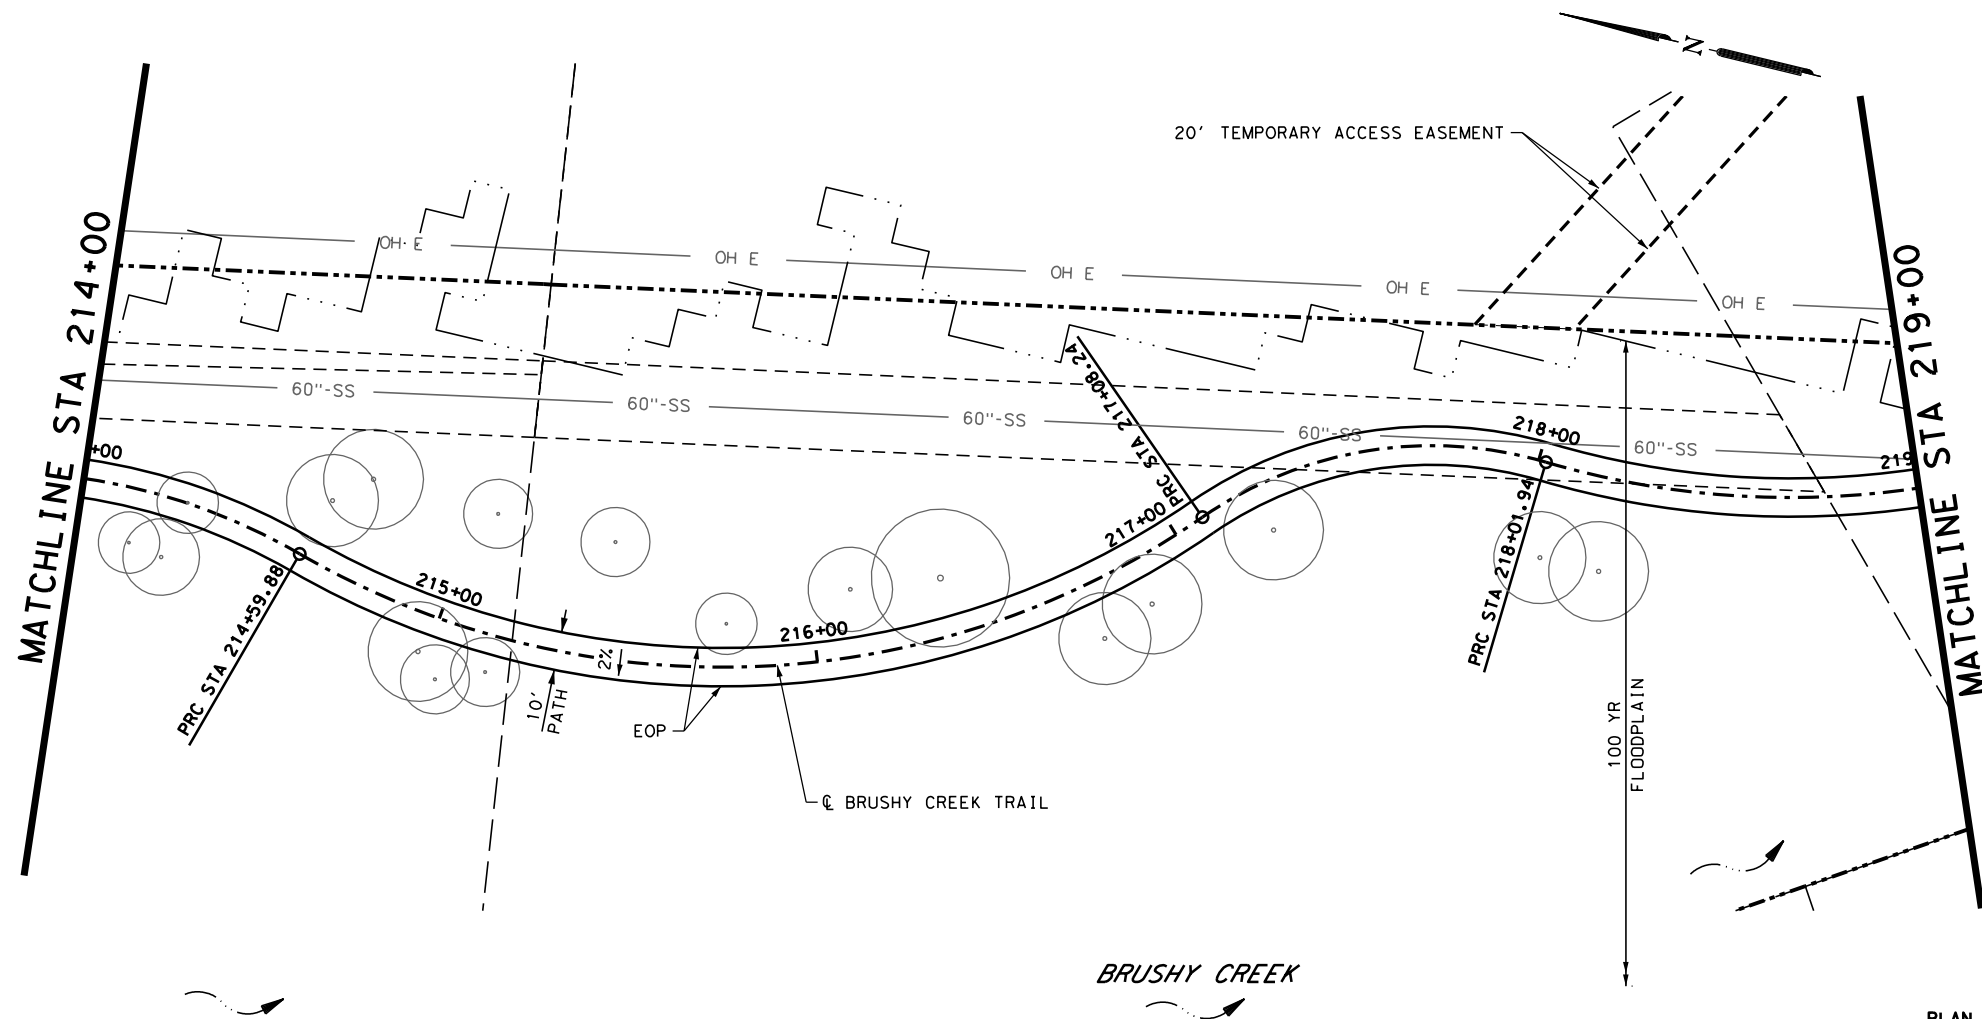 N
20' TEMPORARY ACCESS EASEMENT
MATCHLINE STA 214+00
OH E
OH E
OH E
OH E
OH E
MATCHLINE STA 219+00
60"-SS
60"-SS
60"-SS
60"-SS
60"-SS
+00
PRC STA 214+59.88
215+00
216+00
217+00
PRC STA 217+08.24
218+00
PRC STA 218+01.94
219
2%
10'
PATH
EOP
℄ BRUSHY CREEK TRAIL
100 YR
FLOODPLAIN
BRUSHY CREEK
PLAN